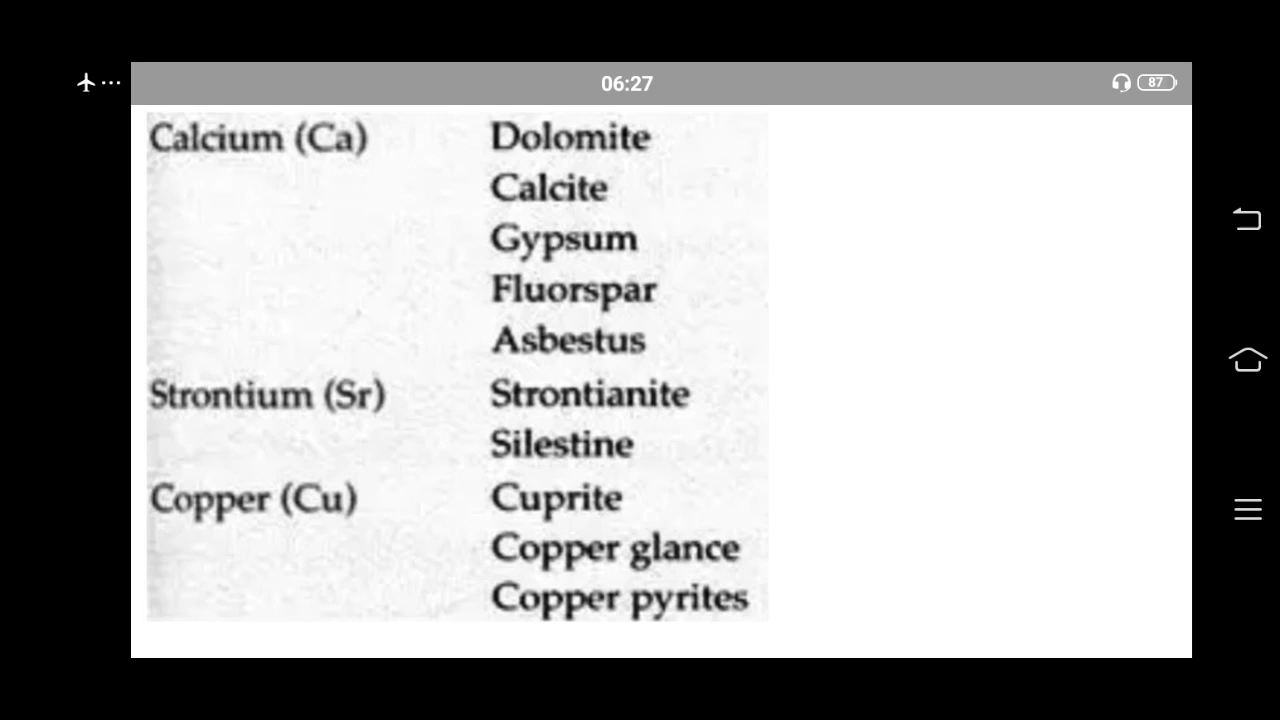 06:27
87
Calcium (Ca) Dolomite
Calcite
Gypsum
Fluorspar
Asbestus
Strontium (Sr) Strontianite
Silestine
Copper (Cu) Cuprite
Copper glance
Copper pyrites